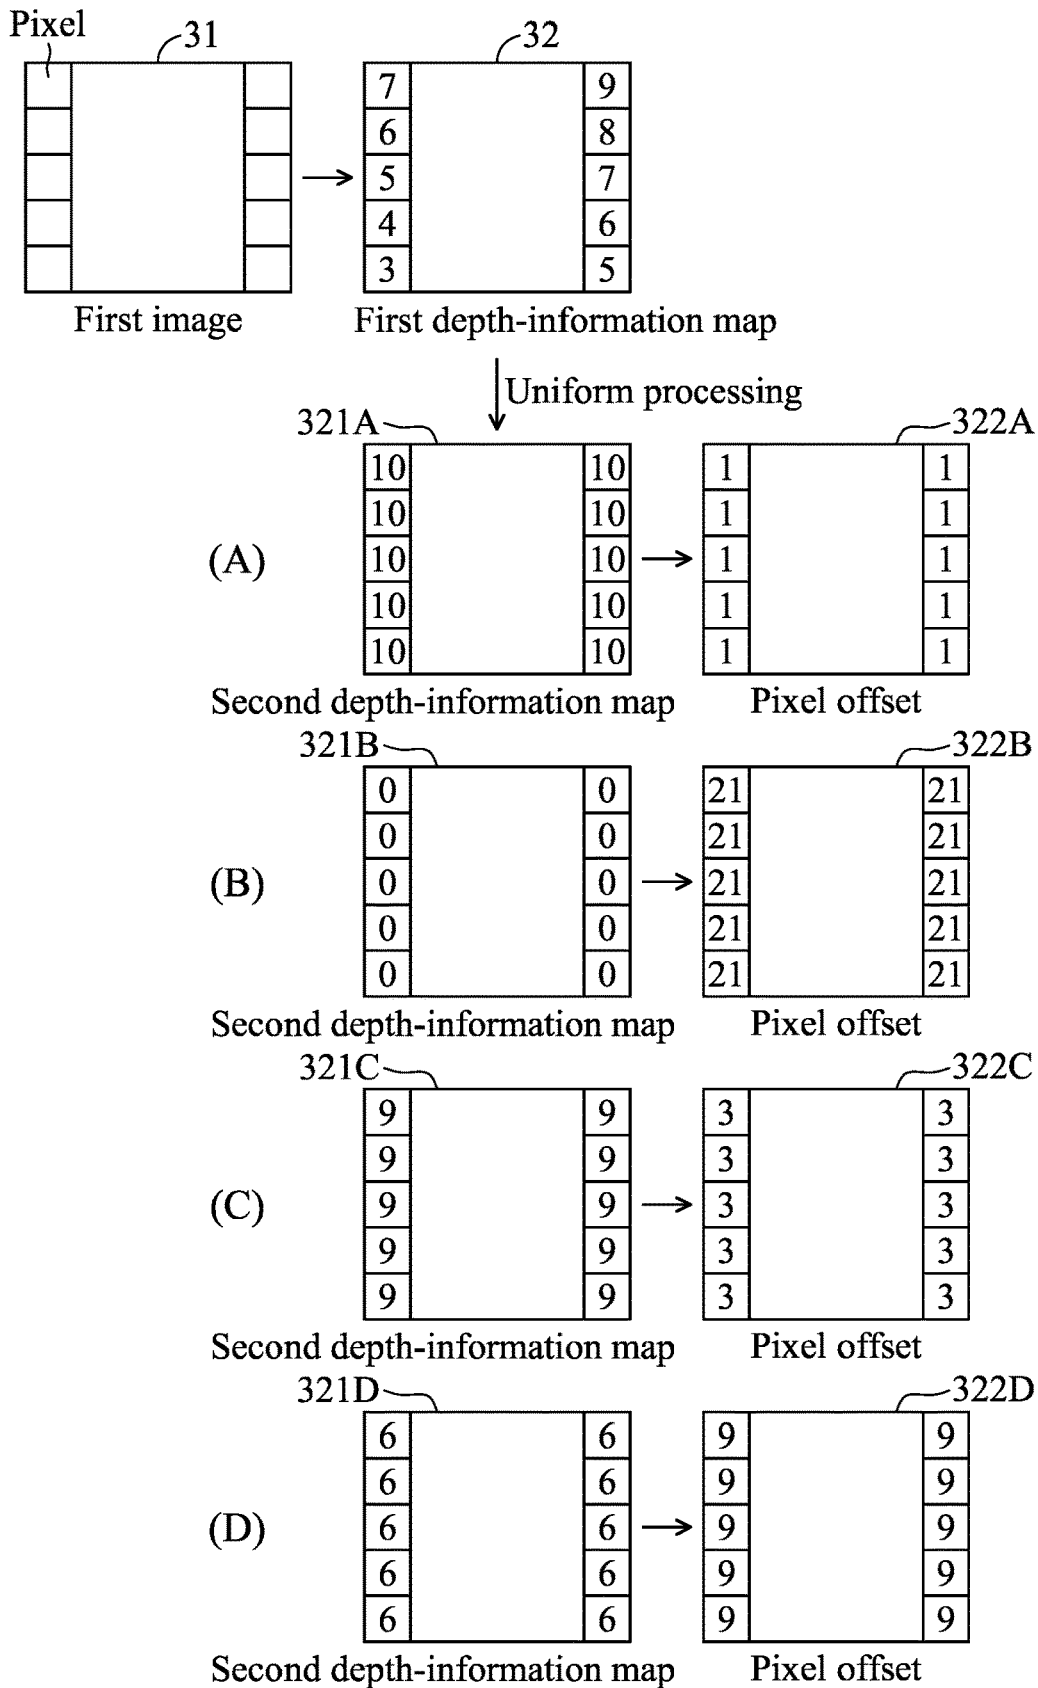 Pixel
31
32
7 9
6 8
5 7
4 6
3 5
First image
First depth-information map
Uniform processing
321A
322A
(A)
10 10 1 1
10 10 1 1
10 10 1 1
10 10 1 1
10 10 1 1
Second depth-information map
Pixel offset
321B
322B
(B)
0 0 21 21
0 0 21 21
0 0 21 21
0 0 21 21
0 0 21 21
Second depth-information map
Pixel offset
321C
322C
(C)
9 9 3 3
9 9 3 3
9 9 3 3
9 9 3 3
9 9 3 3
Second depth-information map
Pixel offset
321D
322D
(D)
6 6 9 9
6 6 9 9
6 6 9 9
6 6 9 9
6 6 9 9
Second depth-information map
Pixel offset